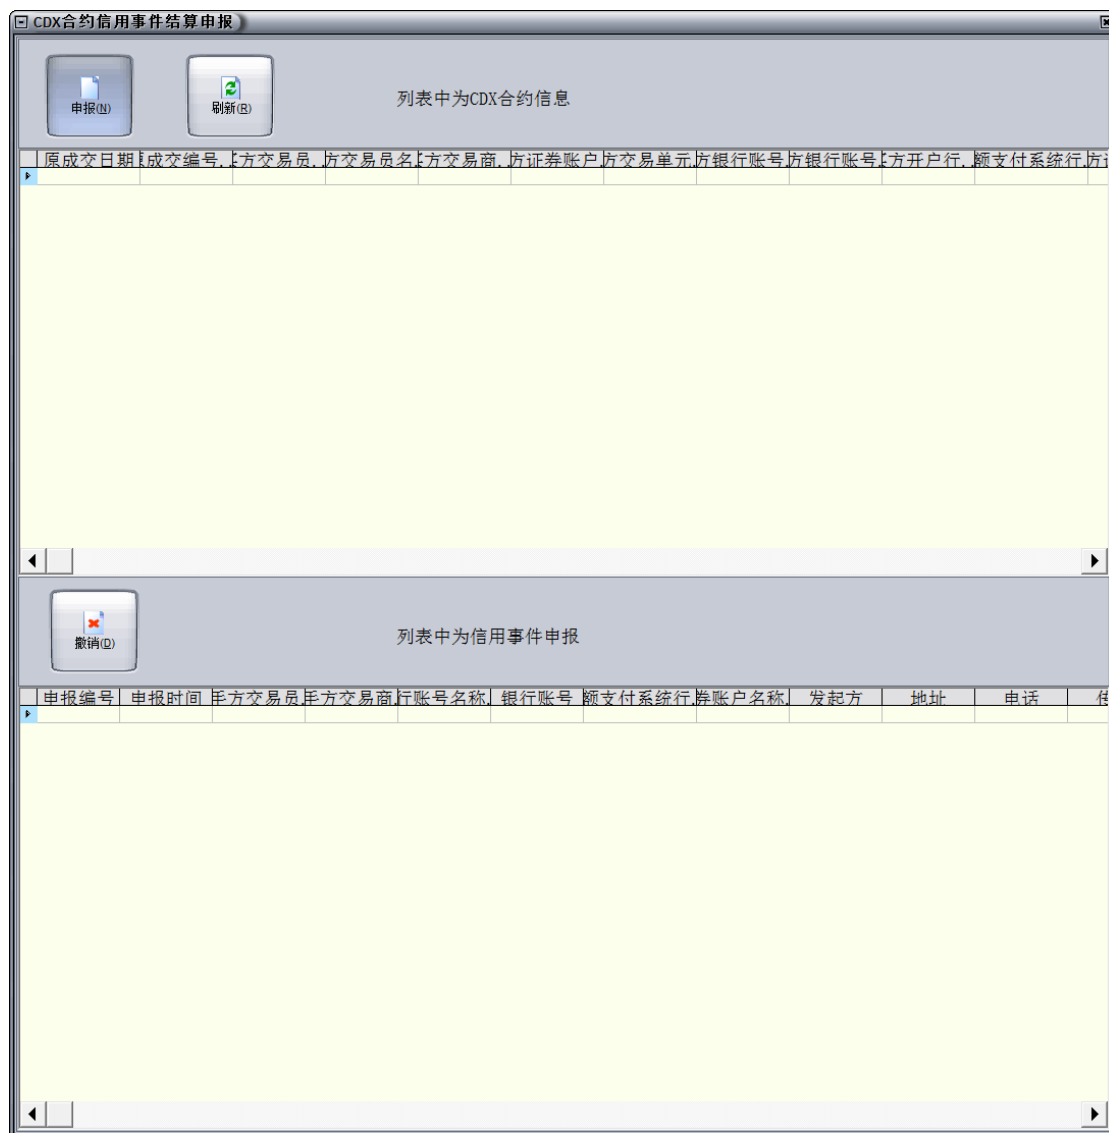 CDX合约信用事件结算申报
申报(N) 刷新(R) 列表中为CDX合约信息
原成交日期 成交编号. 方交易员. 方交易员名 方交易商. 方证券账户. 方交易单元. 方银行账号. 方银行账号. 方开户行. 额支付系统行.
撤销(D) 列表中为信用事件申报
申报编号 申报时间 手方交易员. 手方交易商. 行账号名称. 银行账号 额支付系统行. 券账户名称. 发起方 地址 电话